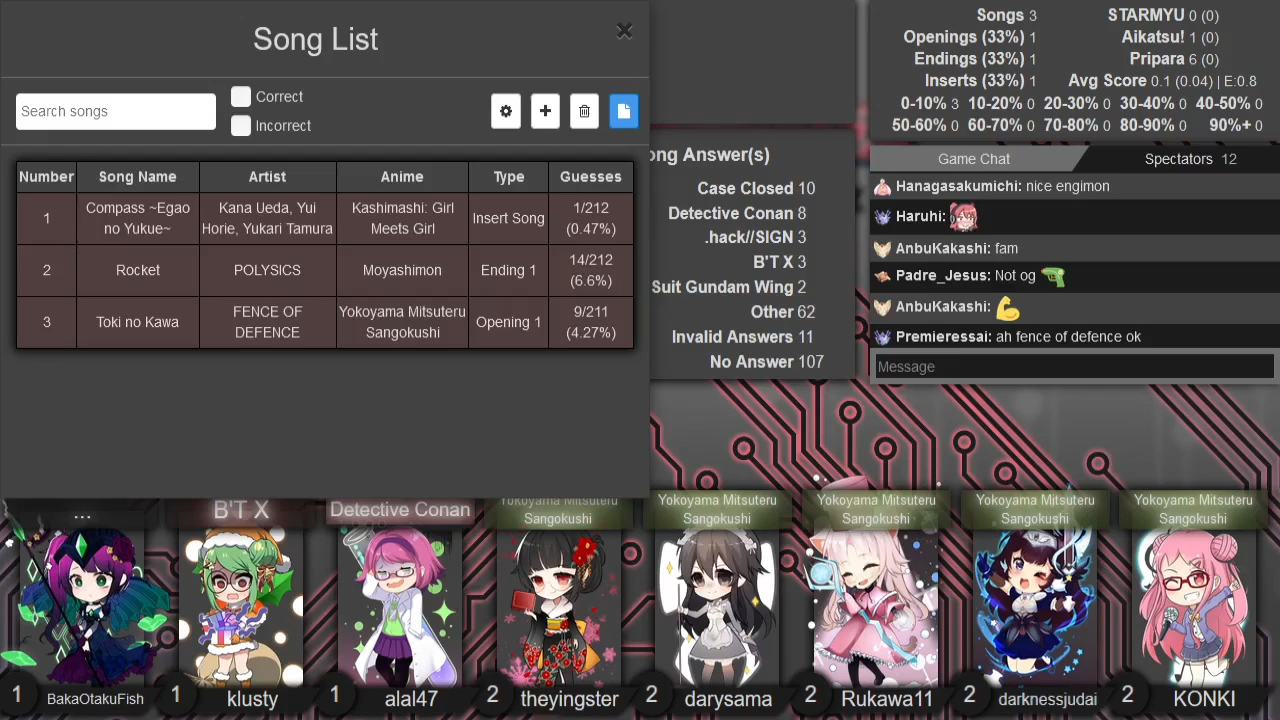 Song List
Search songs
Correct
Incorrect
Number Song Name Artist Anime Type Guesses
1 Compass ~Egao no Yukue~ Kana Ueda, Yui Horie, Yukari Tamura Kashimashi: Girl Meets Girl Insert Song 1/212 (0.47%)
2 Rocket POLYSICS Moyashimon Ending 1 14/212 (6.6%)
3 Toki no Kawa FENCE OF DEFENCE Yokoyama Mitsuteru Sangokushi Opening 1 9/211 (4.27%)
ong Answer(s)
Case Closed 10
Detective Conan 8
.hack//SIGN 3
B'T X 3
Suit Gundam Wing 2
Other 62
Invalid Answers 11
No Answer 107
Songs 3 STARMYU 0 (0)
Openings (33%) 1 Aikatsu! 1 (0)
Endings (33%) 1 Pripara 6 (0)
Inserts (33%) 1 Avg Score 0.1 (0.04) | E:0.8
0-10% 3 10-20% 0 20-30% 0 30-40% 0 40-50% 0
50-60% 0 60-70% 0 70-80% 0 80-90% 0 90%+ 0
Game Chat Spectators 12
Hanagasakumichi: nice engimon
Haruhi:
AnbuKakashi: fam
Padre_Jesus: Not og
AnbuKakashi:
Premieressai: ah fence of defence ok
Message
...
B'T X
Detective Conan
Yokoyama Mitsuteru
Sangokushi
Yokoyama Mitsuteru
Sangokushi
Yokoyama Mitsuteru
Sangokushi
Yokoyama Mitsuteru
Sangokushi
Yokoyama Mitsuteru
Sangokushi
1 BakaOtakuFish
1 klusty
1 alal47
2 theyingster
2 darysama
2 Rukawa11
2 darknessjudai
2 KONKI